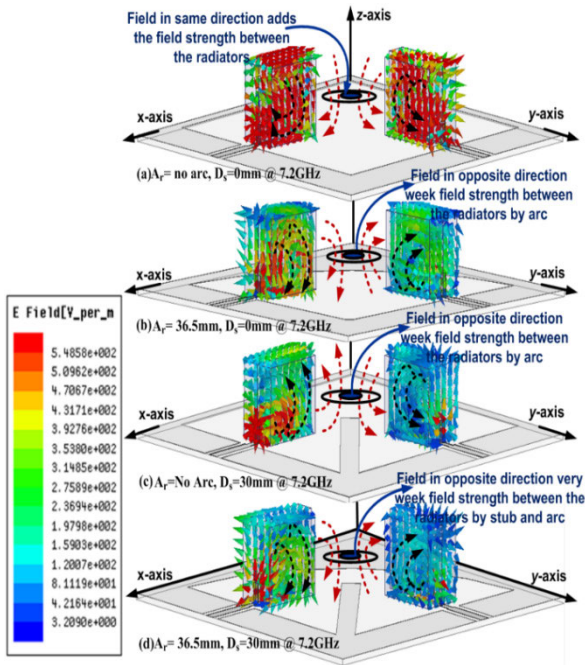 Field in same direction adds
the field strength between
the radiators
z-axis
x-axis
y-axis
(a)Aᵣ= no arc, Dₛ=0mm @ 7.2GHz
Field in opposite direction
week field strength between
the radiators by arc
x-axis
y-axis
(b) Aᵣ= 36.5mm, Dₛ=0mm @ 7.2GHz
Field in opposite direction
week field strength between
the radiators by arc
x-axis
y-axis
(c) Aᵣ=No Arc, Dₛ=30mm @ 7.2GHz
Field in opposite direction very
week field strength between the
radiators by stub and arc
x-axis
y-axis
(d)Aᵣ= 36.5mm, Dₛ=30mm @ 7.2GHz
E Field[V_per_m
5.4858e+002
5.0962e+002
4.7067e+002
4.3171e+002
3.9276e+002
3.5380e+002
3.1485e+002
2.7589e+002
2.3694e+002
1.9798e+002
1.5903e+002
1.2007e+002
8.1119e+001
4.2164e+001
3.2090e+000